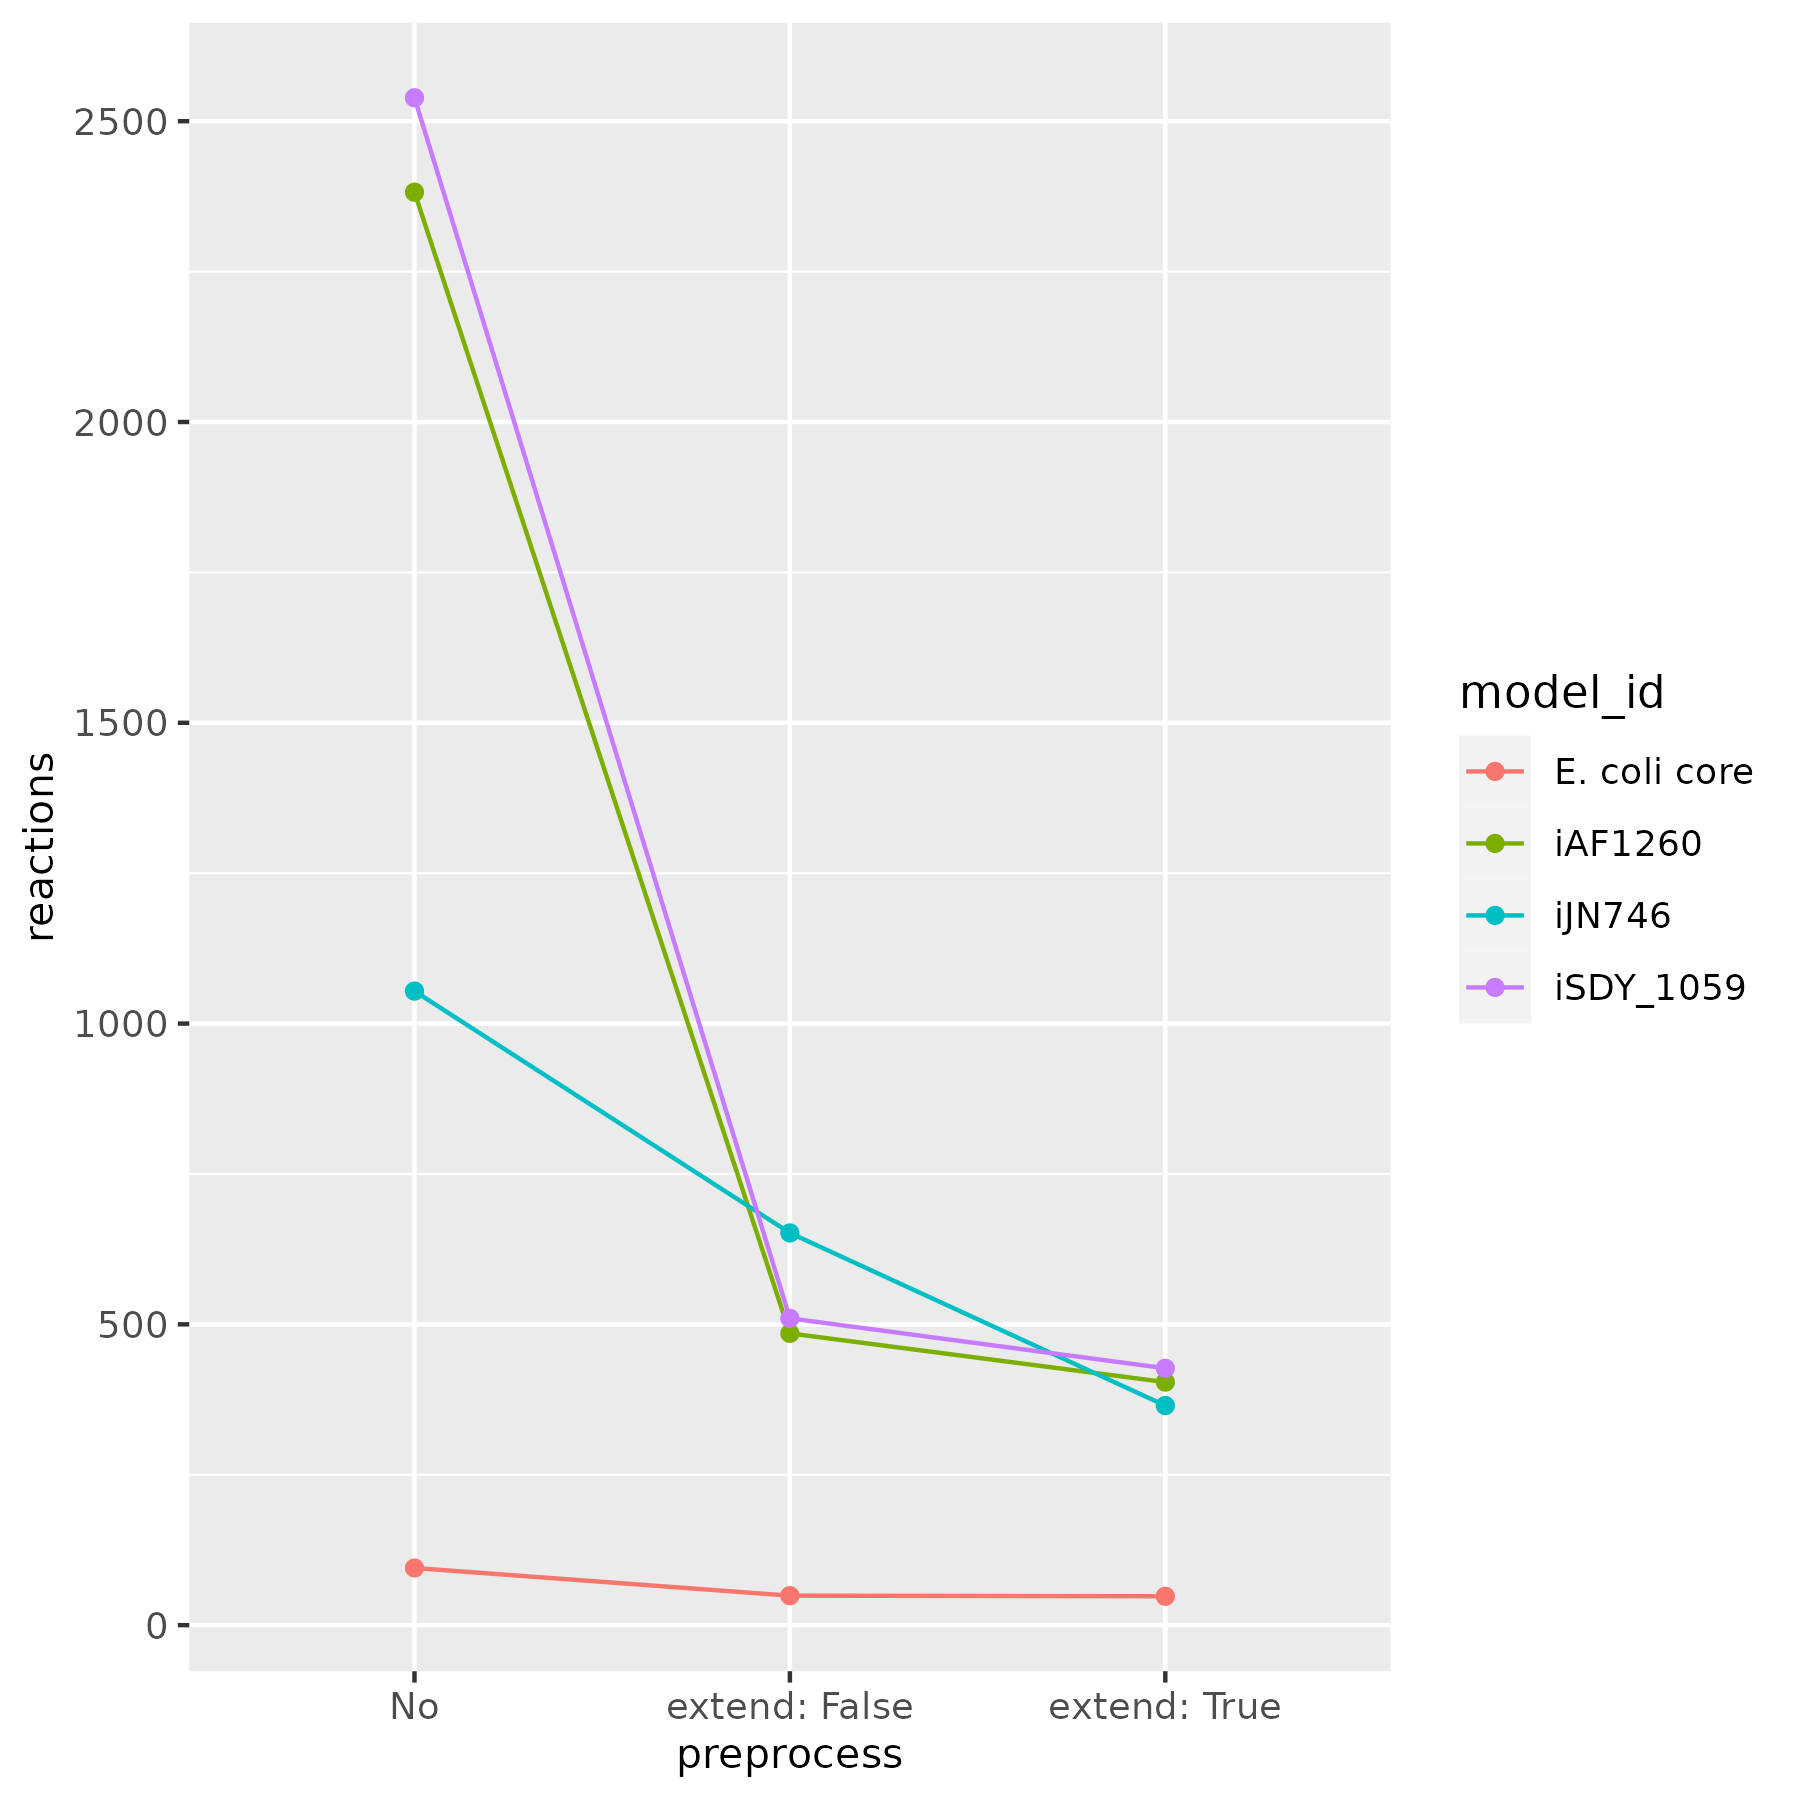 2500
2000
1500
1000
500
0
reactions
No
extend: False
extend: True
preprocess
model_id
E. coli core
iAF1260
iJN746
iSDY_1059